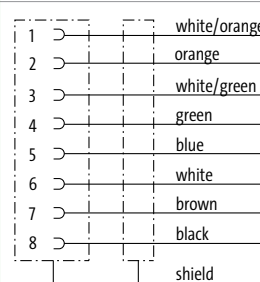 1 white/orange
2 orange
3 white/green
4 green
5 blue
6 white
7 brown
8 black
shield